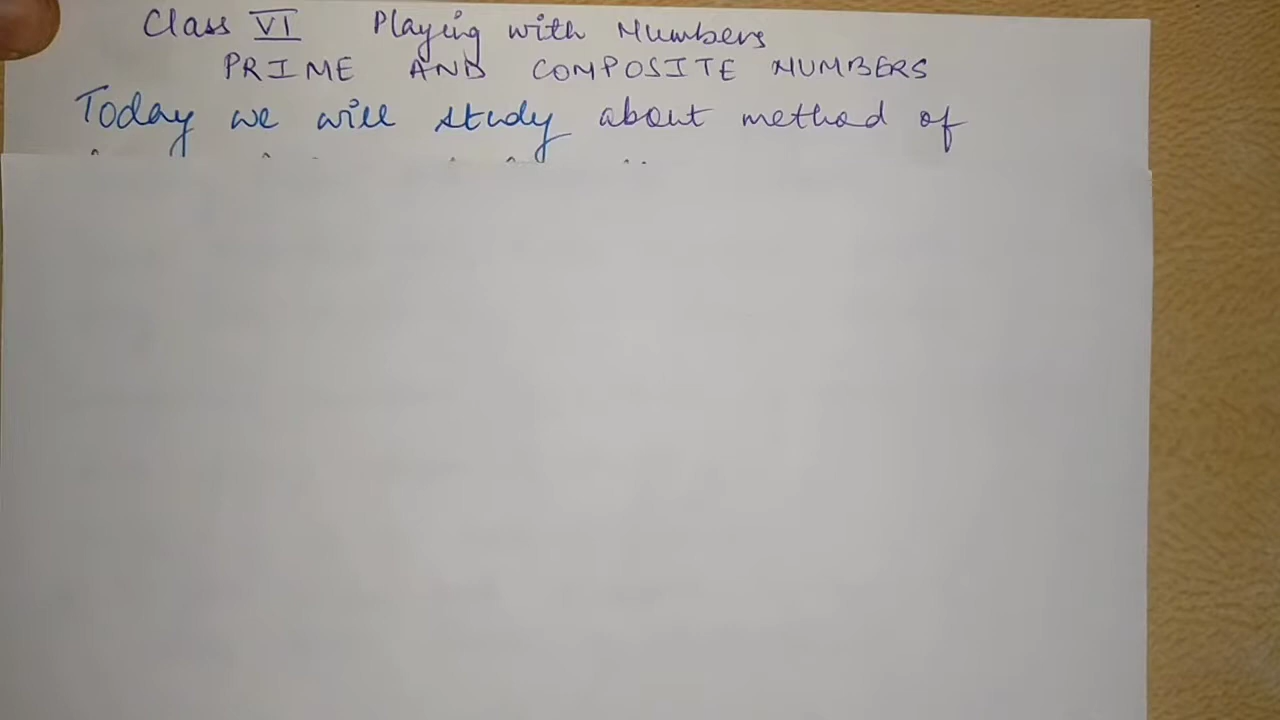 Class VI Playing with Numbers
PRIME AND COMPOSITE NUMBERS
Today we will study about method of